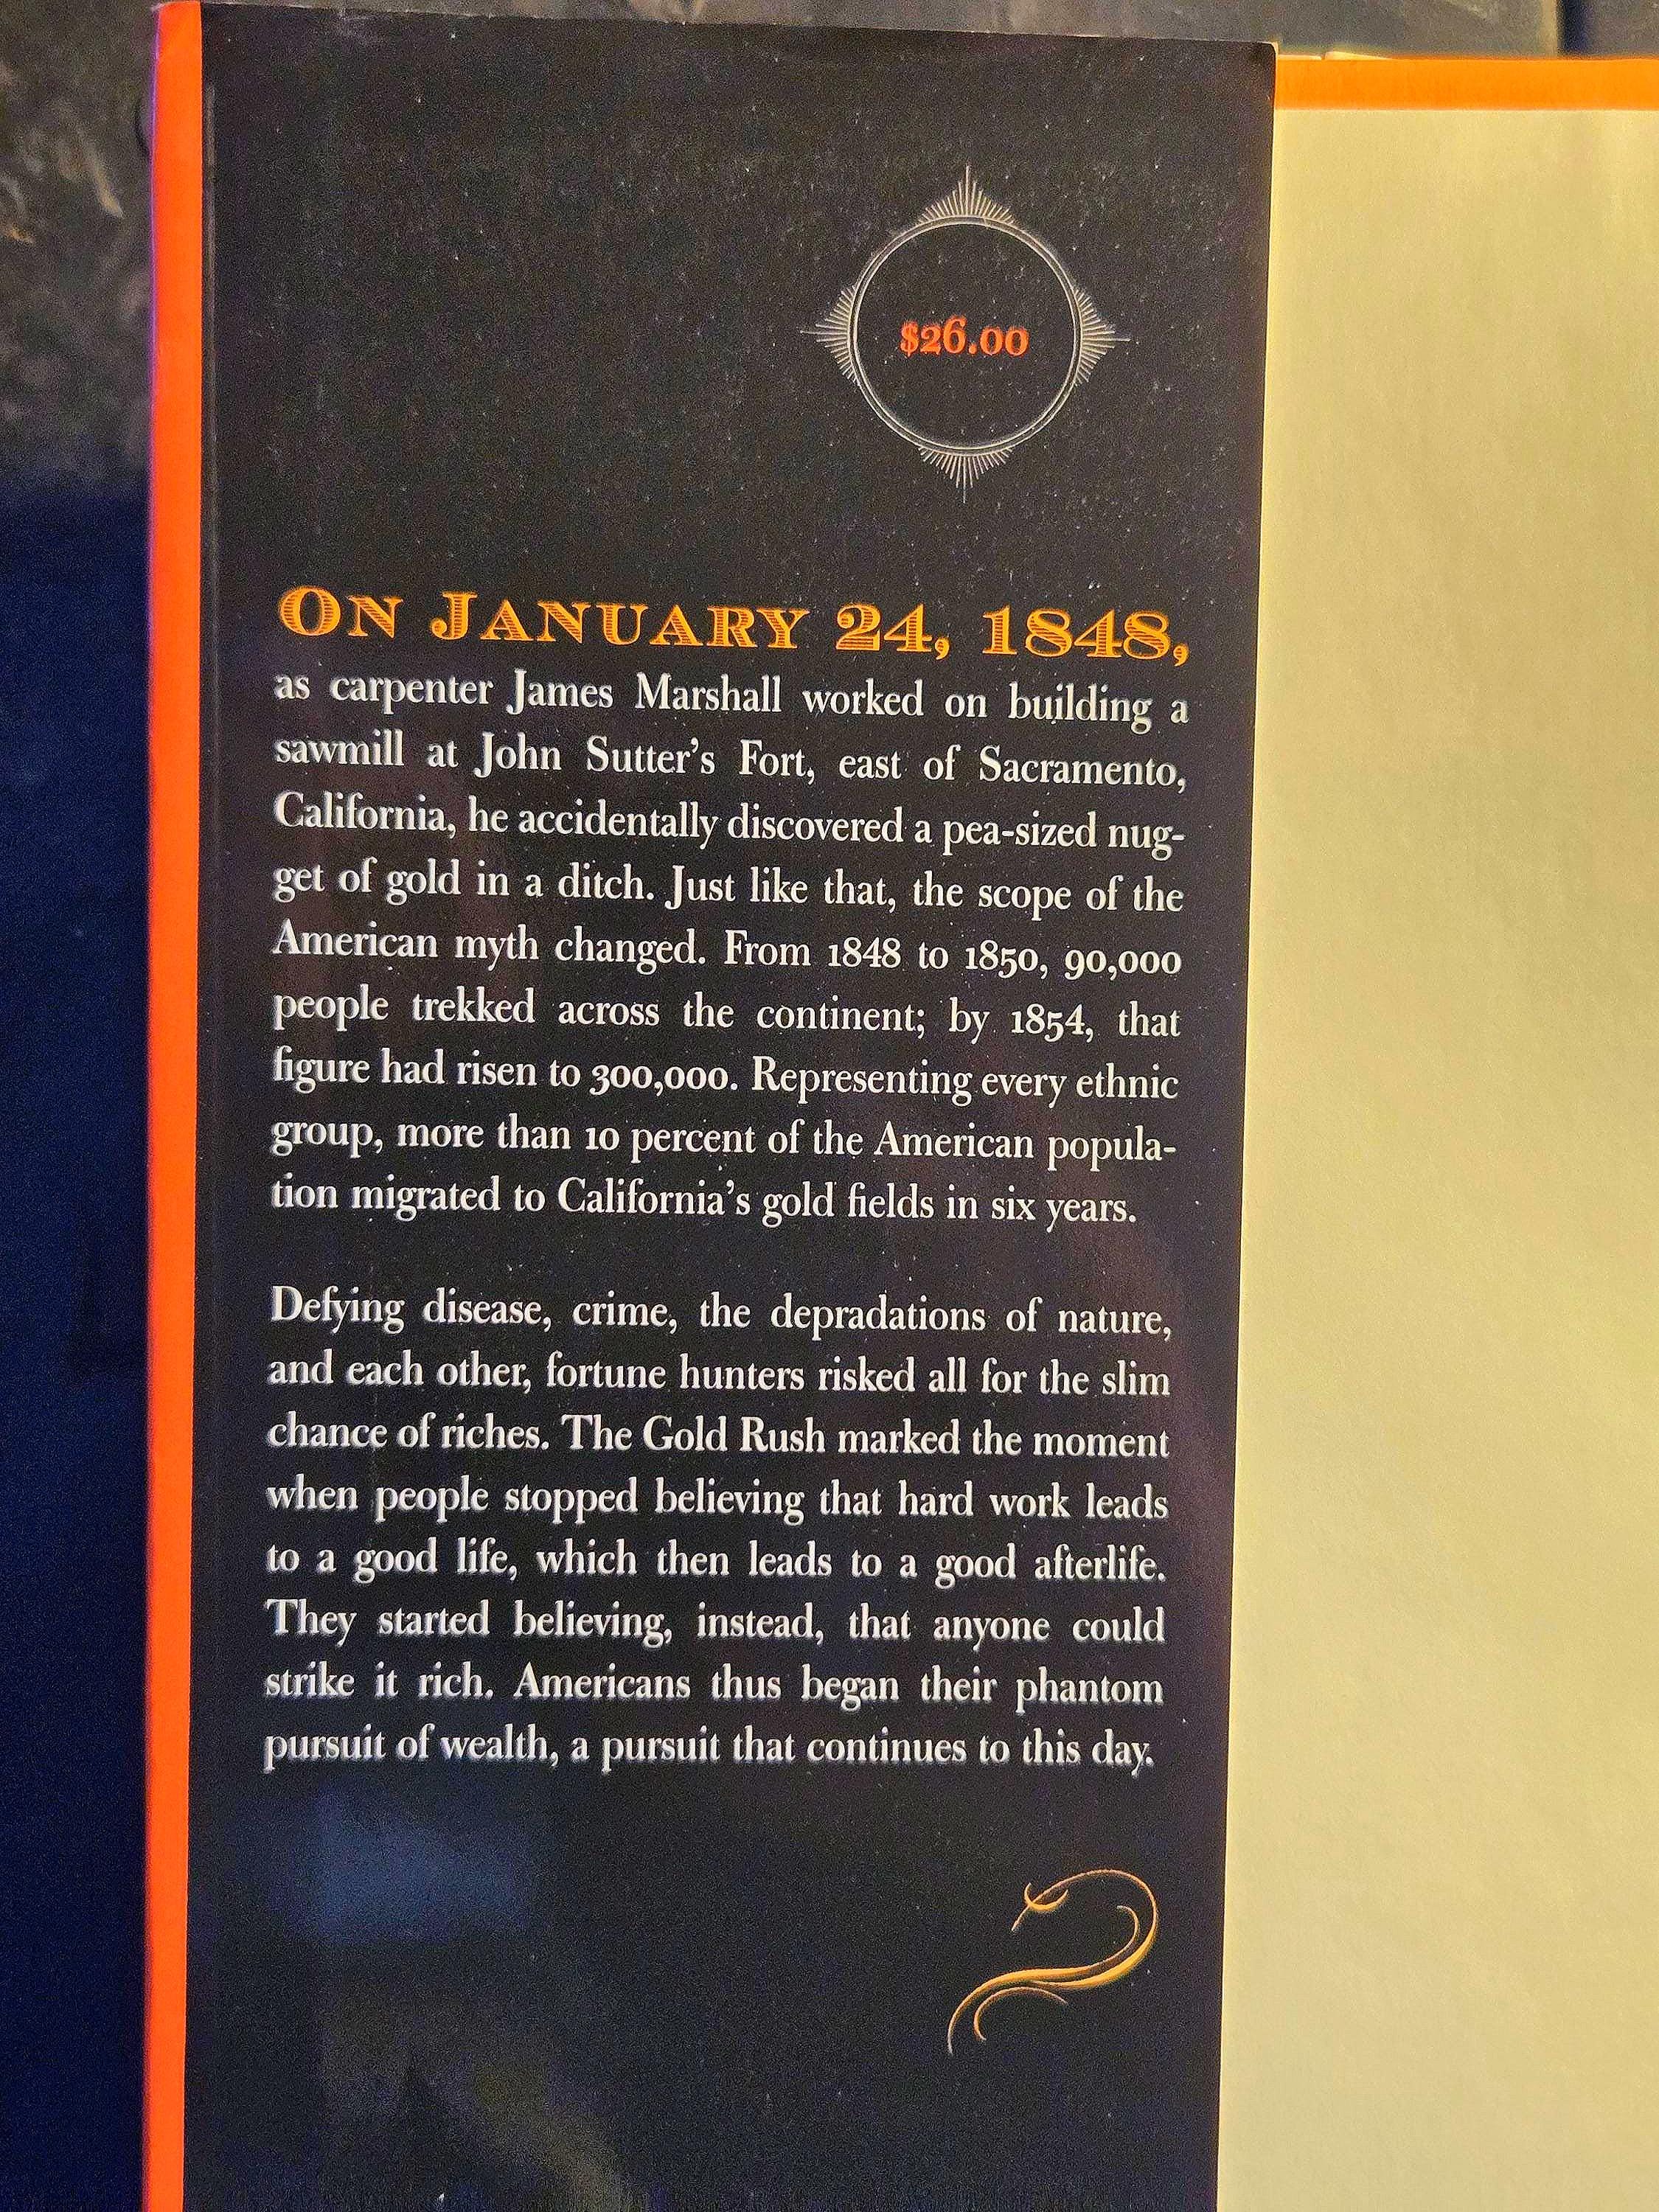 $26.00
ON JANUARY 24, 1848,
as carpenter James Marshall worked on building a
sawmill at John Sutter's Fort, east of Sacramento,
California, he accidentally discovered a pea-sized nug-
get of gold in a ditch. Just like that, the scope of the
American myth changed. From 1848 to 1850, 90,000
people trekked across the continent; by 1854, that
figure had risen to 300,000. Representing every ethnic
group, more than 10 percent of the American popula-
tion migrated to California's gold fields in six years.
Defying disease, crime, the depradations of nature,
and each other, fortune hunters risked all for the slim
chance of riches. The Gold Rush marked the moment
when people stopped believing that hard work leads
to a good life, which then leads to a good afterlife.
They started believing, instead, that anyone could
strike it rich. Americans thus began their phantom
pursuit of wealth, a pursuit that continues to this day.